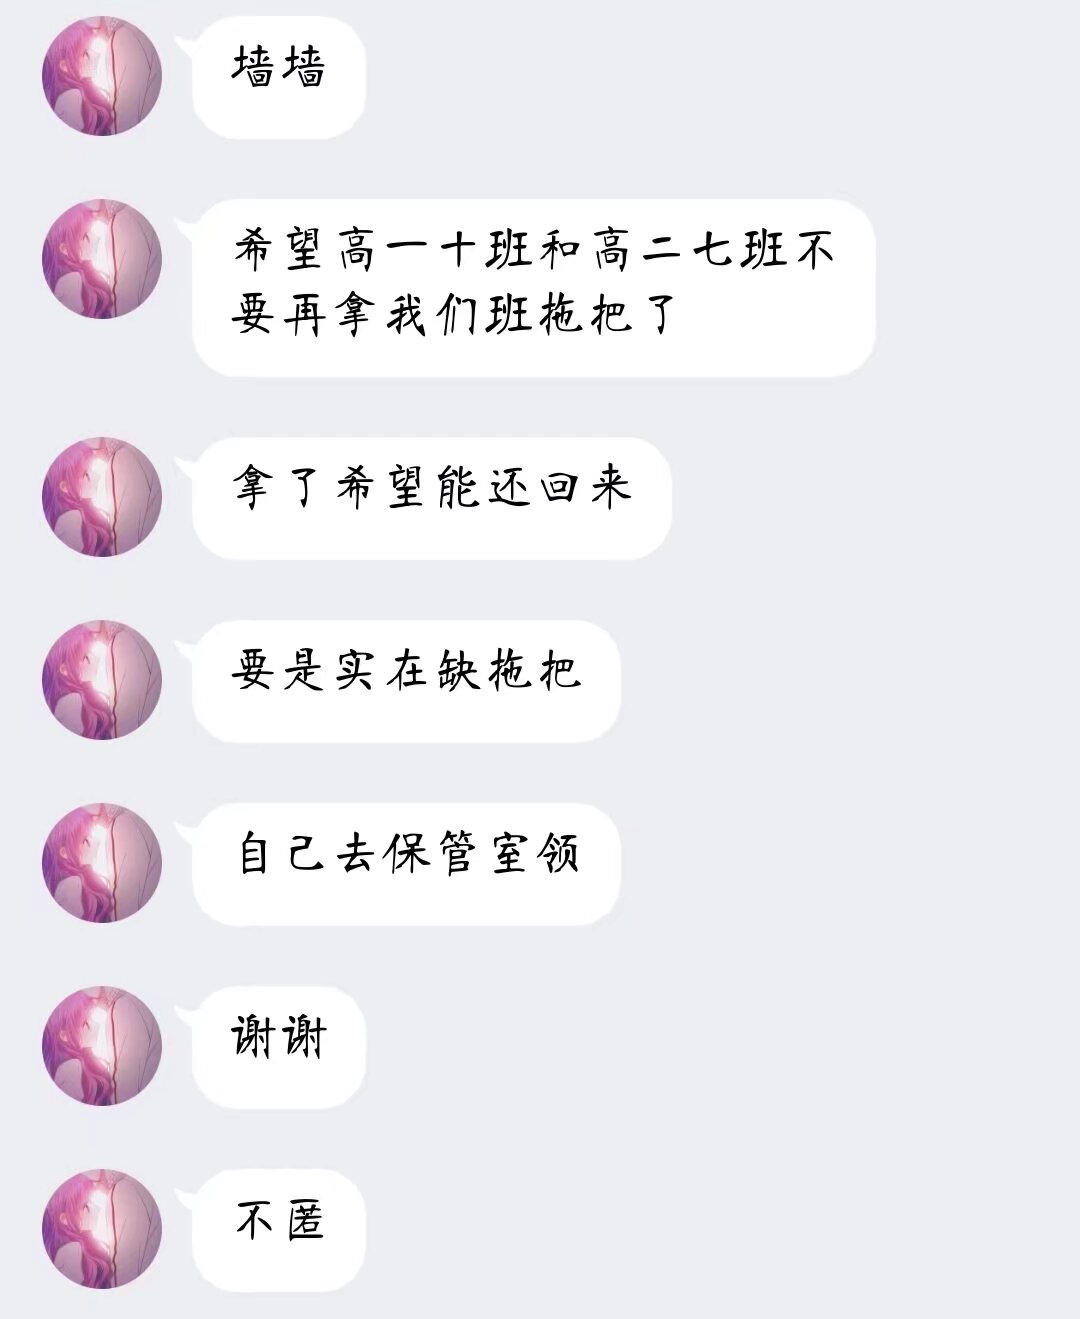 墙墙
希望高一十班和高二七班不
要再拿我们班拖把了
拿了希望能还回来
要是实在缺拖把
自己去保管室领
谢谢
不匿